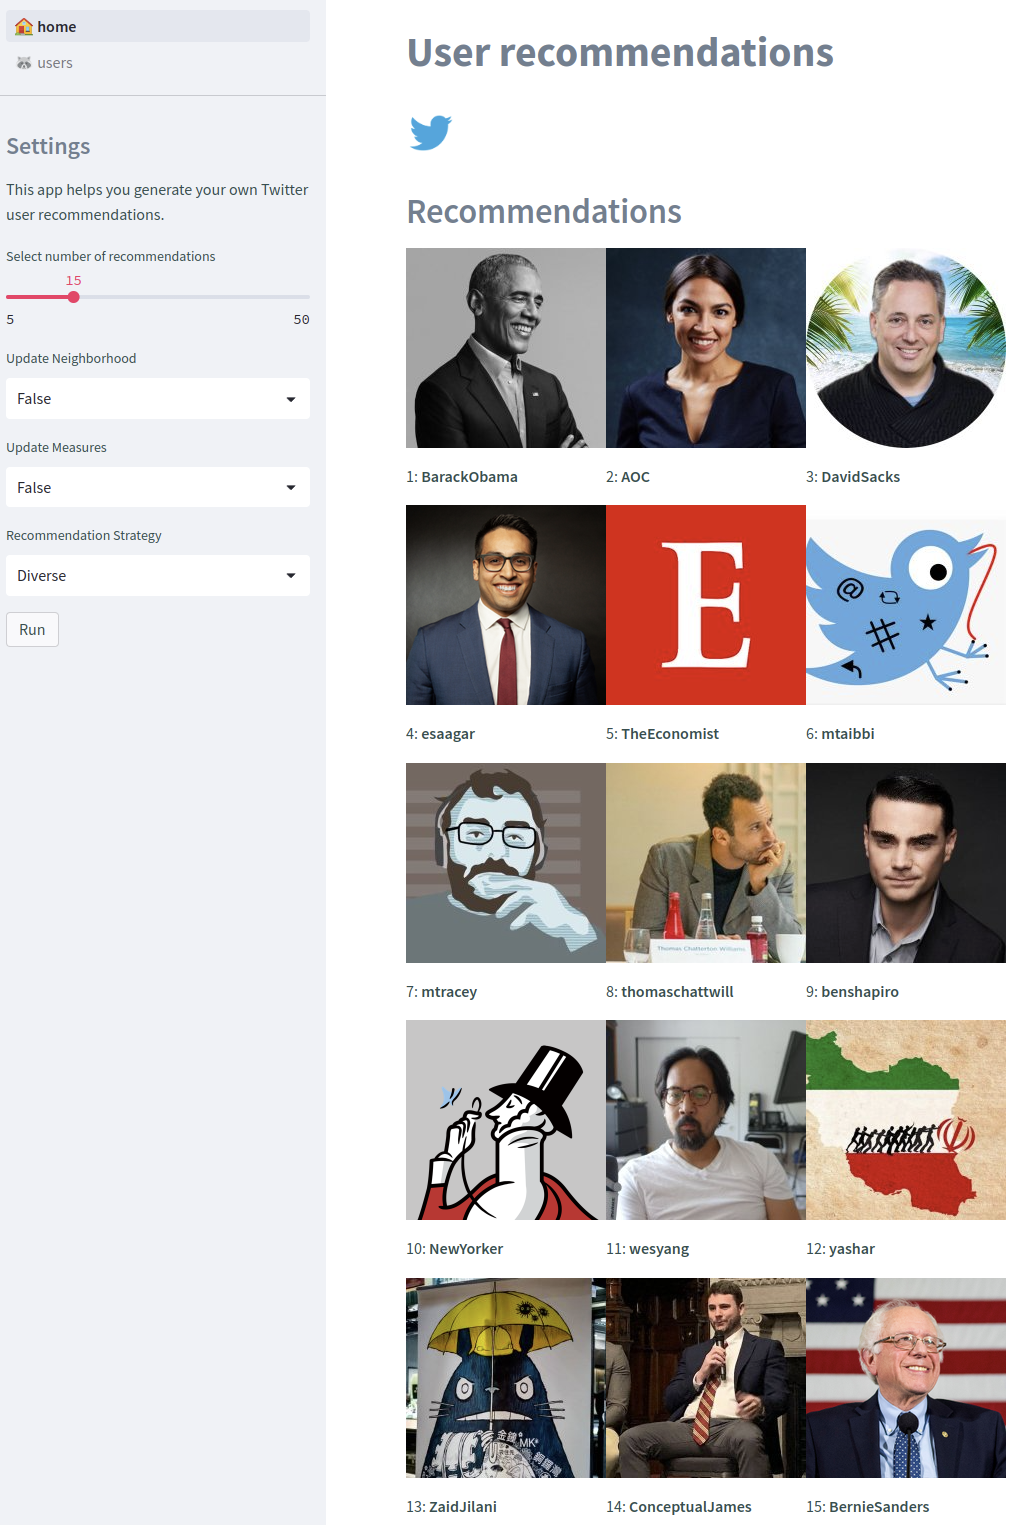 home
users
Settings
This app helps you generate your own Twitter
user recommendations.
Select number of recommendations
15
5 50
Update Neighborhood
False
Update Measures
False
Recommendation Strategy
Diverse
Run
User recommendations
Recommendations
1: BarackObama
2: AOC
3: DavidSacks
E
@
#
4: esaagar
5: TheEconomist
6: mtaibbi
Thomas Chatterton Williams
7: mtracey
8: thomaschattwill
9: benshapiro
10: NewYorker
11: wesyang
12: yashar
MK
13: ZaidJilani
14: ConceptualJames
15: BernieSanders